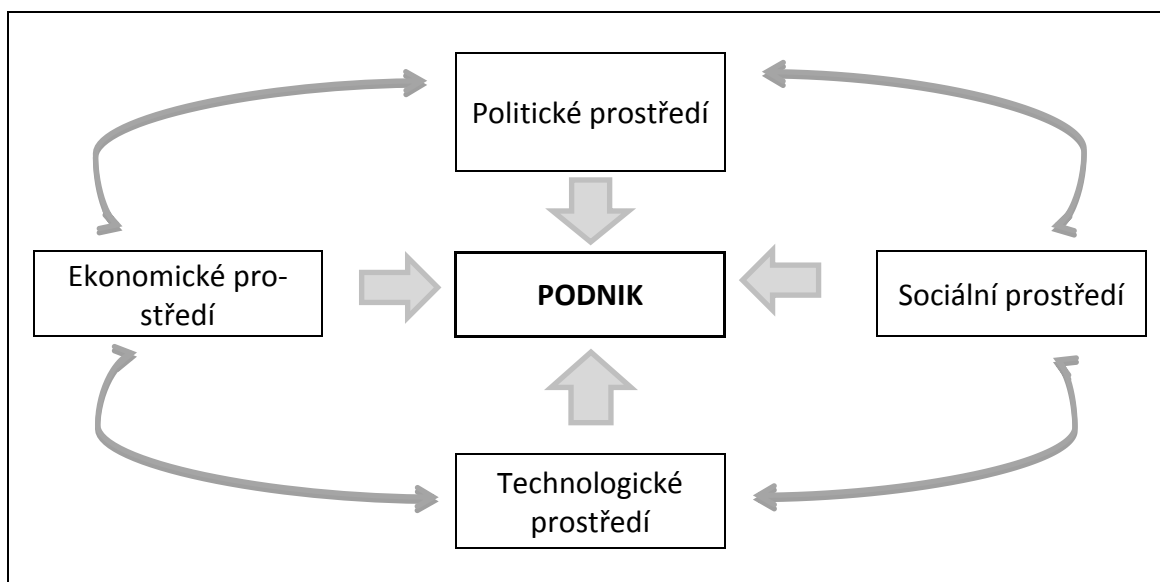 Politické prostředí
Ekonomické pro-
středí
PODNIK
Sociální prostředí
Technologické
prostředí